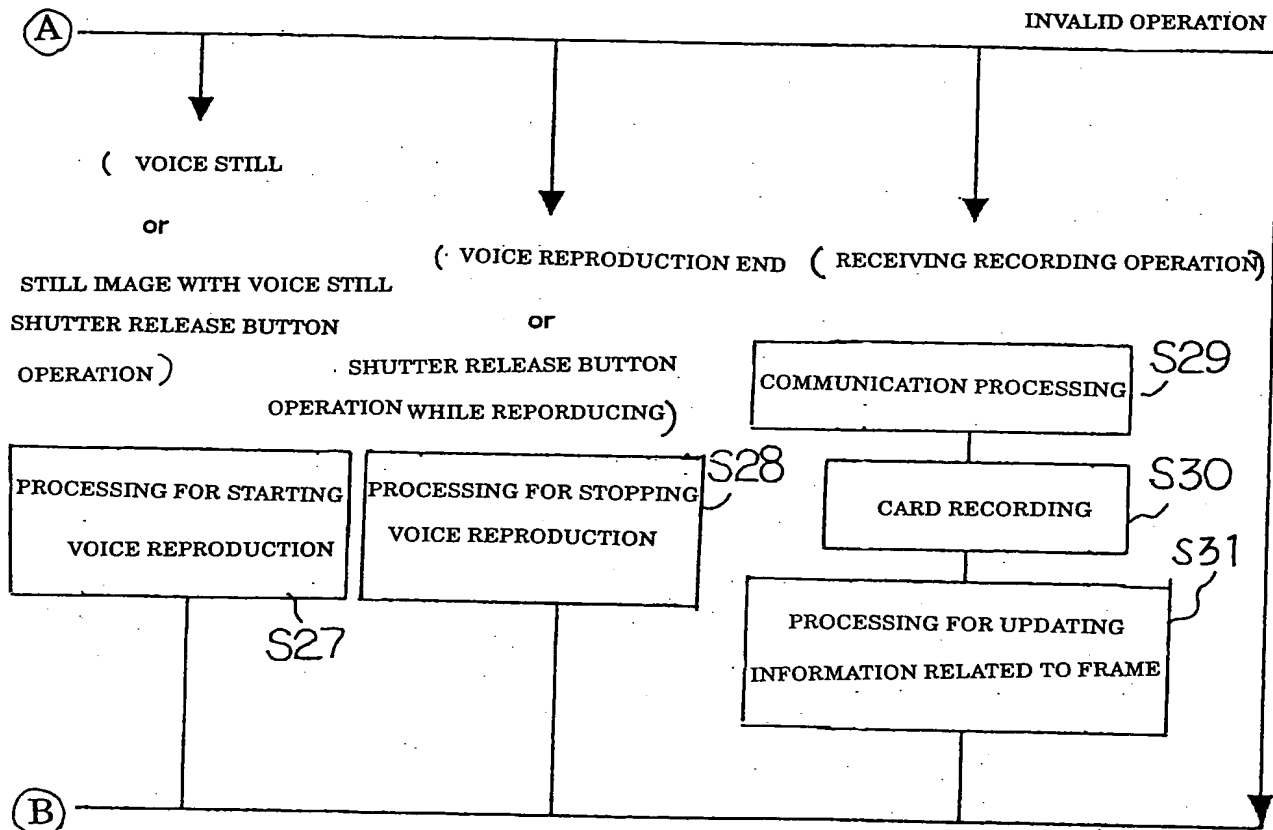 A
INVALID OPERATION
( VOICE STILL
or
STILL IMAGE WITH VOICE STILL
SHUTTER RELEASE BUTTON
OPERATION )
( VOICE REPRODUCTION END
or
SHUTTER RELEASE BUTTON
OPERATION WHILE REPORDUCING )
( RECEIVING RECORDING OPERATION )
PROCESSING FOR STARTING
VOICE REPRODUCTION
S27
PROCESSING FOR STOPPING
VOICE REPRODUCTION
S28
COMMUNICATION PROCESSING
S29
CARD RECORDING
S30
PROCESSING FOR UPDATING
INFORMATION RELATED TO FRAME
S31
B